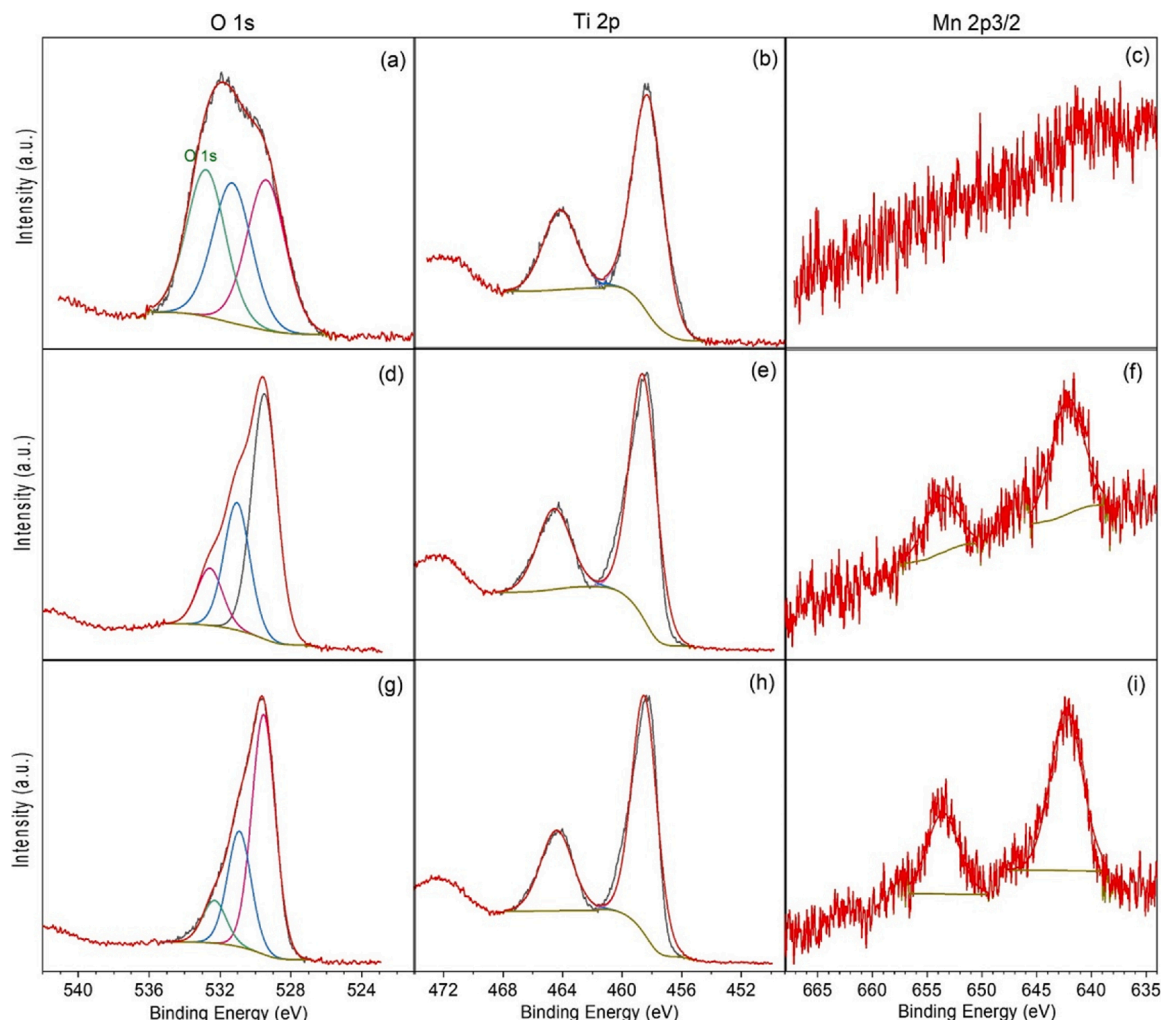 O 1s Ti 2p Mn 2p3/2
(a) (b) (c)
O 1s
Intensity (a.u.)
(d) (e) (f)
Intensity (a.u.)
(g) (h) (i)
Intensity (a.u.)
540 536 532 528 524 472 468 464 460 456 452 665 660 655 650 645 640 635
Binding Energy (eV) Binding Energy (eV) Binding Energy (eV)